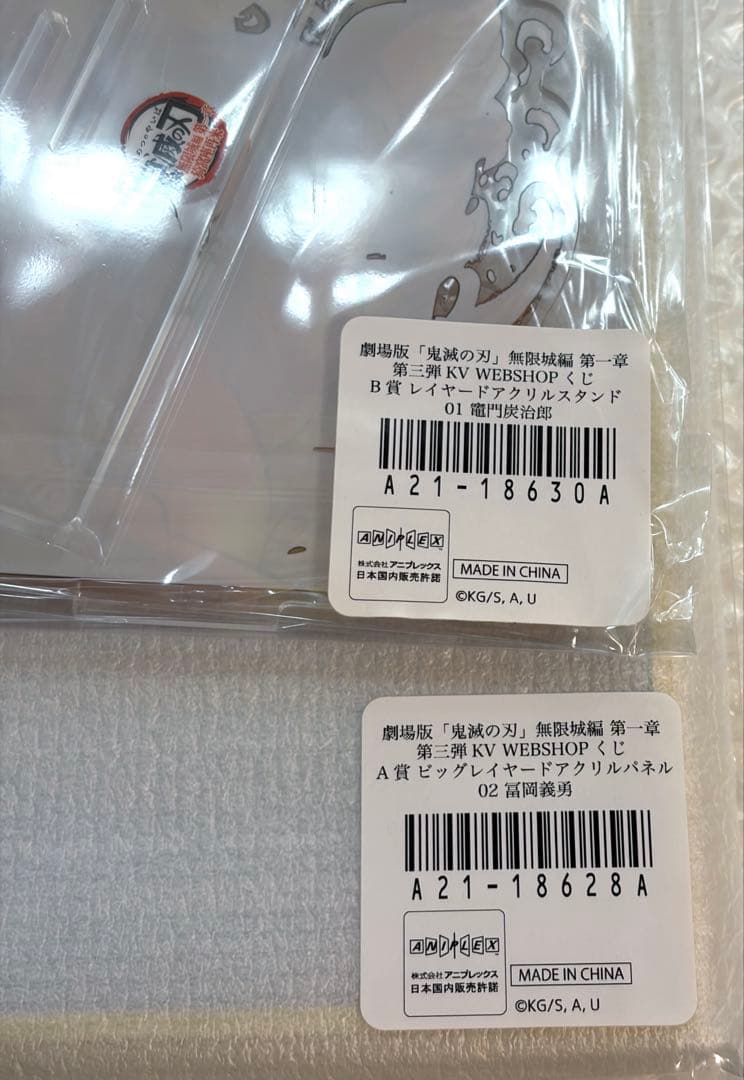 劇場版「鬼滅の刃」無限城編 第一章
第三弾 KV WEBSHOP くじ
B賞 レイヤードアクリルスタンド
01 竈門炭治郎
A21-18630A
ANIPLEX
株式会社アニプレックス
日本国内販売許諾
MADE IN CHINA
©KG/S, A, U
劇場版「鬼滅の刃」無限城編 第一章
第三弾 KV WEBSHOP くじ
A賞 ビッグレイヤードアクリルパネル
02 冨岡義勇
A21-18628A
ANIPLEX
株式会社アニプレックス
日本国内販売許諾
MADE IN CHINA
©KG/S, A, U